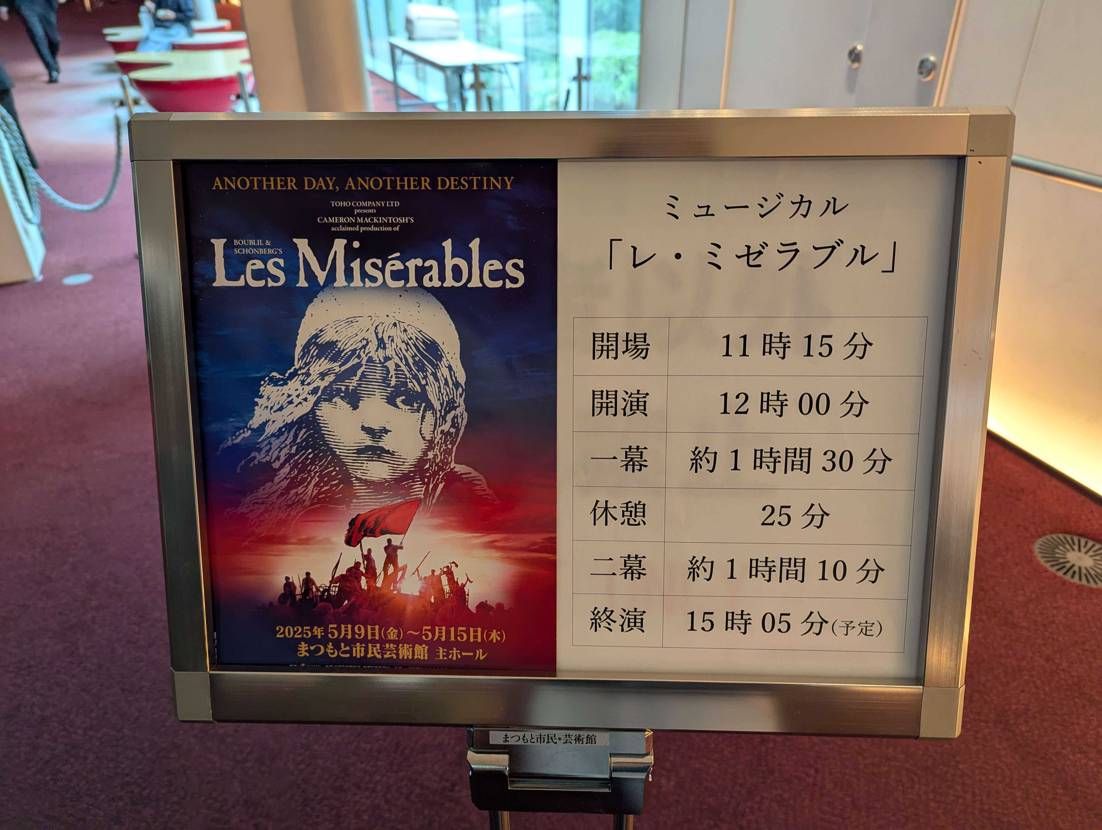 ANOTHER DAY, ANOTHER DESTINY
TOHO COMPANY LTD
presents
CAMERON MACKINTOSH'S
acclaimed production of
BOUBLIL &
SCHÖNBERG'S
Les Misérables
2025年 5月9日(金)~5月15日(木)
まつもと市民芸術館 主ホール
ミュージカル
「レ・ミゼラブル」
開場 11時15分
開演 12時00分
一幕 約1時間30分
休憩 25分
二幕 約1時間10分
終演 15時05分(予定)
まつもと市民・芸術館